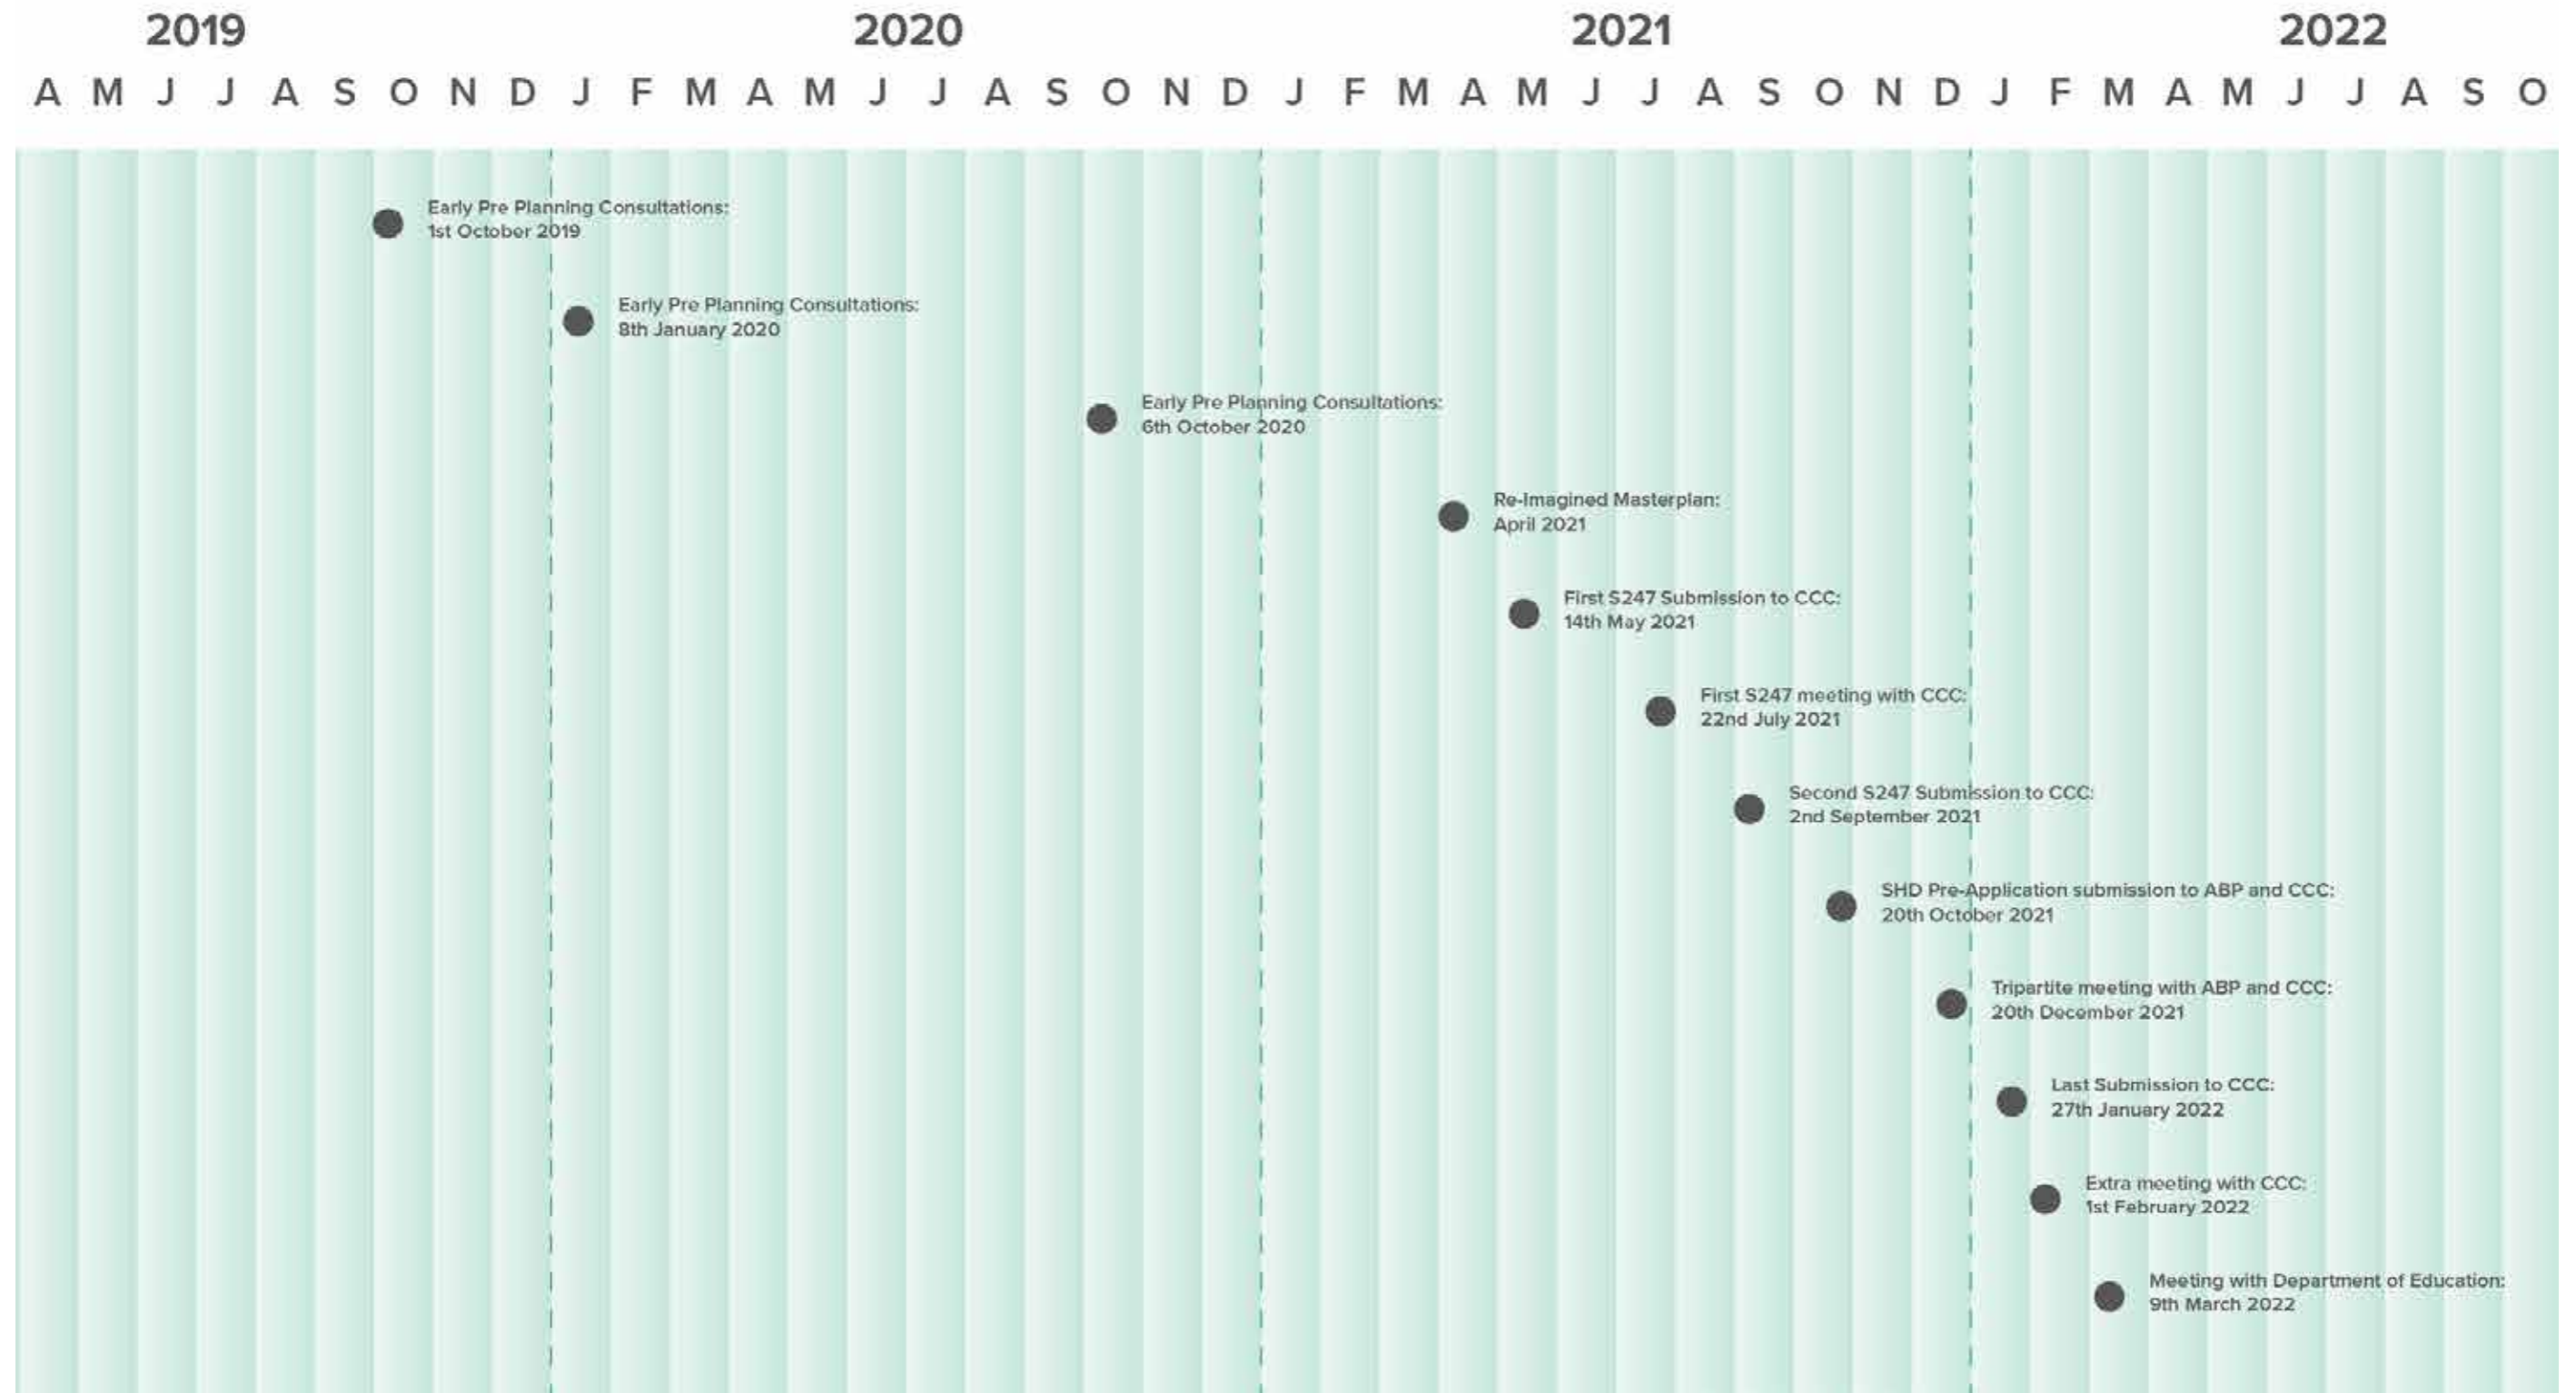 2019 2020 2021 2022
A M J J A S O N D J F M A M J J A S O N D J F M A M J J A S O N D J F M A M J J A S O
Early Pre Planning Consultations:
1st October 2019
Early Pre Planning Consultations:
8th January 2020
Early Pre Planning Consultations:
6th October 2020
Re-Imagined Masterplan:
April 2021
First S247 Submission to CCC:
14th May 2021
First S247 meeting with CCC:
22nd July 2021
Second S247 Submission to CCC:
2nd September 2021
SHD Pre-Application submission to ABP and CCC:
20th October 2021
Tripartite meeting with ABP and CCC:
20th December 2021
Last Submission to CCC:
27th January 2022
Extra meeting with CCC:
1st February 2022
Meeting with Department of Education:
9th March 2022